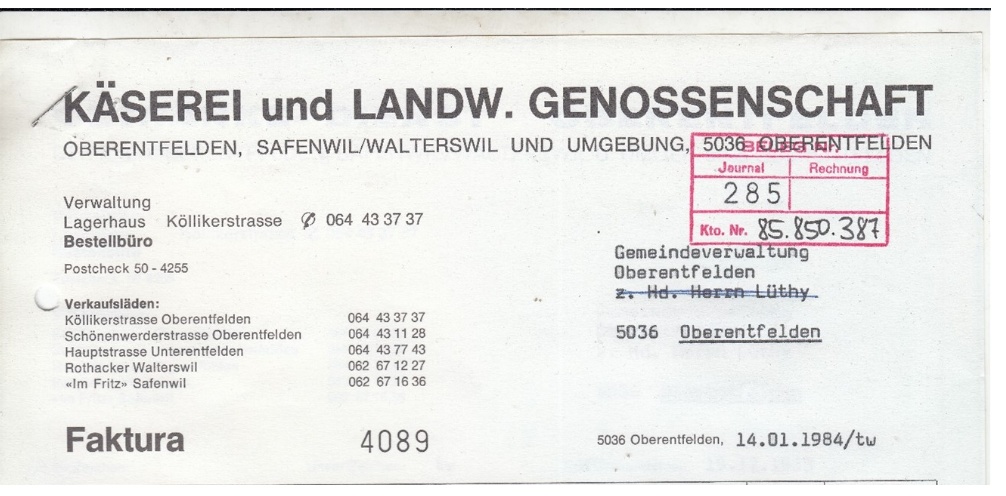 KÄSEREI und LANDW. GENOSSENSCHAFT
OBERENTFELDEN, SAFENWIL/WALTERSWIL UND UMGEBUNG, 5036 OBERENTFELDEN
BELEG Nr.
Journal Rechnung
285
Kto. Nr. 85.850.387
Verwaltung
Lagerhaus Köllikerstrasse ✆ 064 43 37 37
Bestellbüro
Postcheck 50 - 4255
Gemeindeverwaltung
Oberentfelden
z. Hd. Herrn Lüthy
5036 Oberentfelden
Verkaufsläden:
Köllikerstrasse Oberentfelden 064 43 37 37
Schönenwerderstrasse Oberentfelden 064 43 11 28
Hauptstrasse Unterentfelden 064 43 77 43
Rothacker Walterswil 062 67 12 27
«Im Fritz» Safenwil 062 67 16 36
Faktura 4089
5036 Oberentfelden, 14.01.1984/tw